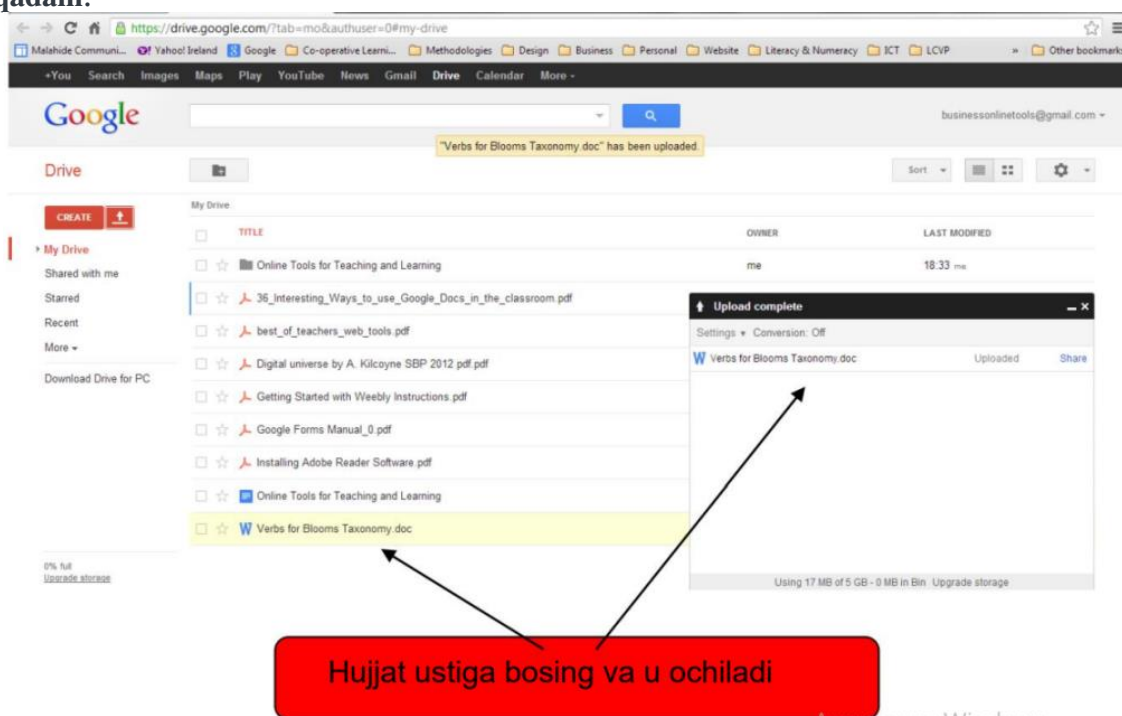 qadam:
https://drive.google.com/?tab=mo&authuser=0#my-drive
Malahide Communi... Yahoo! Ireland Google Co-operative Learni... Methodologies Design Business Personal Website Literacy & Numeracy ICT LCVP » Other bookmarks
+You Search Images Maps Play YouTube News Gmail Drive Calendar More
Google businessonlinetools@gmail.com
"Verbs for Blooms Taxonomy.doc" has been uploaded.
Drive Sort
CREATE
My Drive
TITLE OWNER LAST MODIFIED
My Drive
Shared with me
Starred
Recent
More
Download Drive for PC
Online Tools for Teaching and Learning me 18:33 me
36_Interesting_Ways_to_use_Google_Docs_in_the_classroom.pdf
best_of_teachers_web_tools.pdf
Digital universe by A. Kilcoyne SBP 2012 pdf.pdf
Getting Started with Weebly Instructions.pdf
Google Forms Manual_0.pdf
Installing Adobe Reader Software.pdf
Online Tools for Teaching and Learning
Verbs for Blooms Taxonomy.doc
Upload complete
Settings Conversion: Off
Verbs for Blooms Taxonomy.doc Uploaded Share
Using 17 MB of 5 GB - 0 MB in Bin Upgrade storage
0% full
Upgrade storage
Hujjat ustiga bosing va u ochiladi